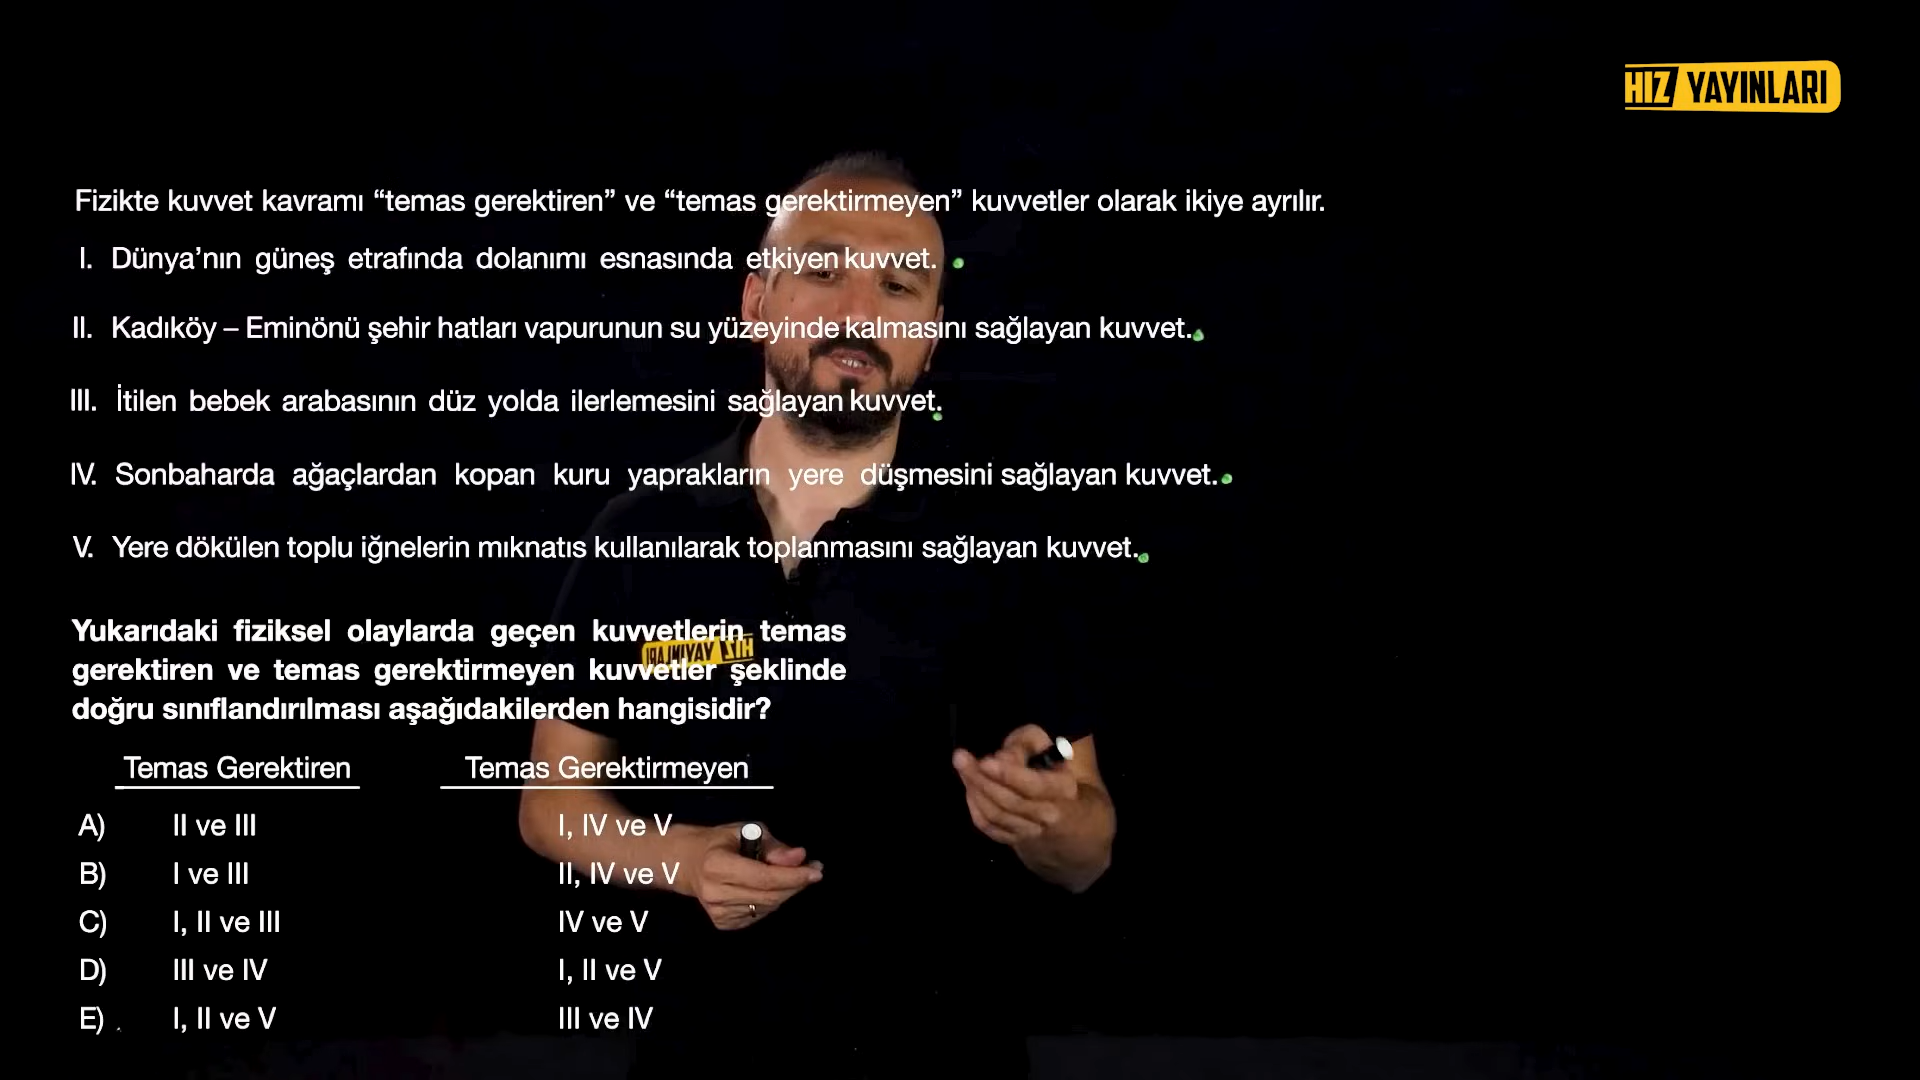 HIZ YAYINLARI
Fizikte kuvvet kavramı “temas gerektiren” ve “temas gerektirmeyen” kuvvetler olarak ikiye ayrılır.
I. Dünya’nın güneş etrafında dolanımı esnasında etkiyen kuvvet.
II. Kadıköy – Eminönü şehir hatları vapurunun su yüzeyinde kalmasını sağlayan kuvvet.
III. İtilen bebek arabasının düz yolda ilerlemesini sağlayan kuvvet.
IV. Sonbaharda ağaçlardan kopan kuru yaprakların yere düşmesini sağlayan kuvvet.
V. Yere dökülen toplu iğnelerin mıknatıs kullanılarak toplanmasını sağlayan kuvvet.
Yukarıdaki fiziksel olaylarda geçen kuvvetlerin temas
gerektiren ve temas gerektirmeyen kuvvetler şeklinde
doğru sınıflandırılması aşağıdakilerden hangisidir?
HIZ YAYINLARI
Temas Gerektiren Temas Gerektirmeyen
A) II ve III I, IV ve V
B) I ve III II, IV ve V
C) I, II ve III IV ve V
D) III ve IV I, II ve V
E) I, II ve V III ve IV